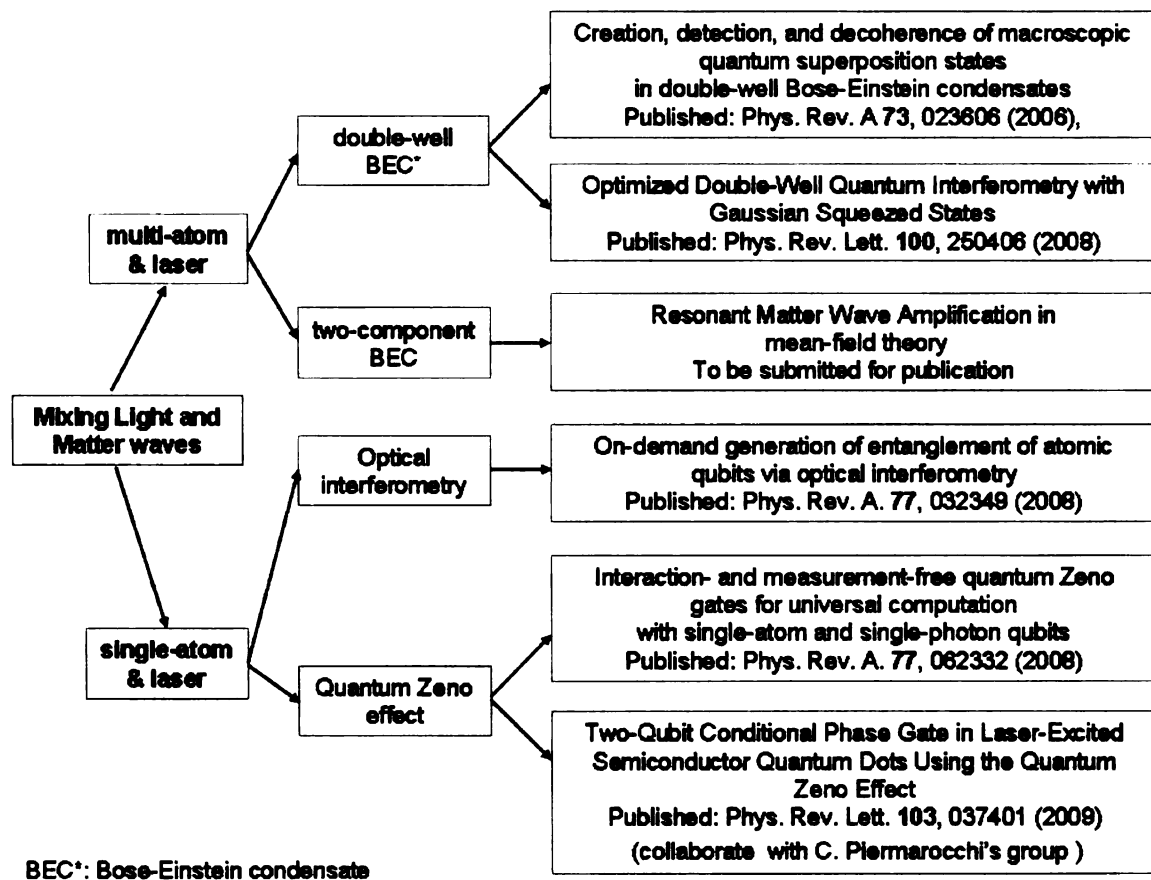 Creation, detection, and decoherence of macroscopic
quantum superposition states
in double-well Bose-Einstein condensates
Published: Phys. Rev. A 73, 023606 (2006),
double-well
BEC*
Optimized Double-Well Quantum Interferometry with
Gaussian Squeezed States
Published: Phys. Rev. Lett. 100, 250406 (2008)
multi-atom
& laser
two-component
BEC
Resonant Matter Wave Amplification in
mean-field theory
To be submitted for publication
Mixing Light and
Matter waves
Optical
interferometry
On-demand generation of entanglement of atomic
qubits via optical interferometry
Published: Phys. Rev. A. 77, 032349 (2008)
single-atom
& laser
Quantum Zeno
effect
Interaction- and measurement-free quantum Zeno
gates for universal computation
with single-atom and single-photon qubits
Published: Phys. Rev. A. 77, 062332 (2008)
Two-Qubit Conditional Phase Gate in Laser-Excited
Semiconductor Quantum Dots Using the Quantum
Zeno Effect
Published: Phys. Rev. Lett. 103, 037401 (2009)
(collaborate with C. Piermarocchi's group )
BEC*: Bose-Einstein condensate